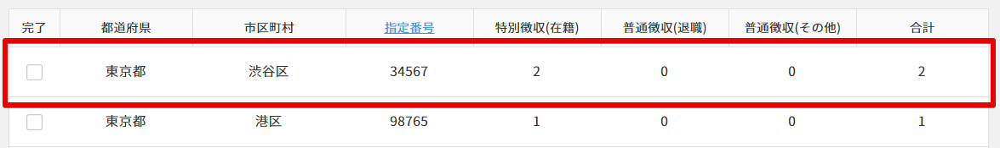 完了 都道府県 市区町村 指定番号 特別徴収(在籍) 普通徴収(退職) 普通徴収(その他) 合計
東京都 渋谷区 34567 2 0 0 2
東京都 港区 98765 1 0 0 1